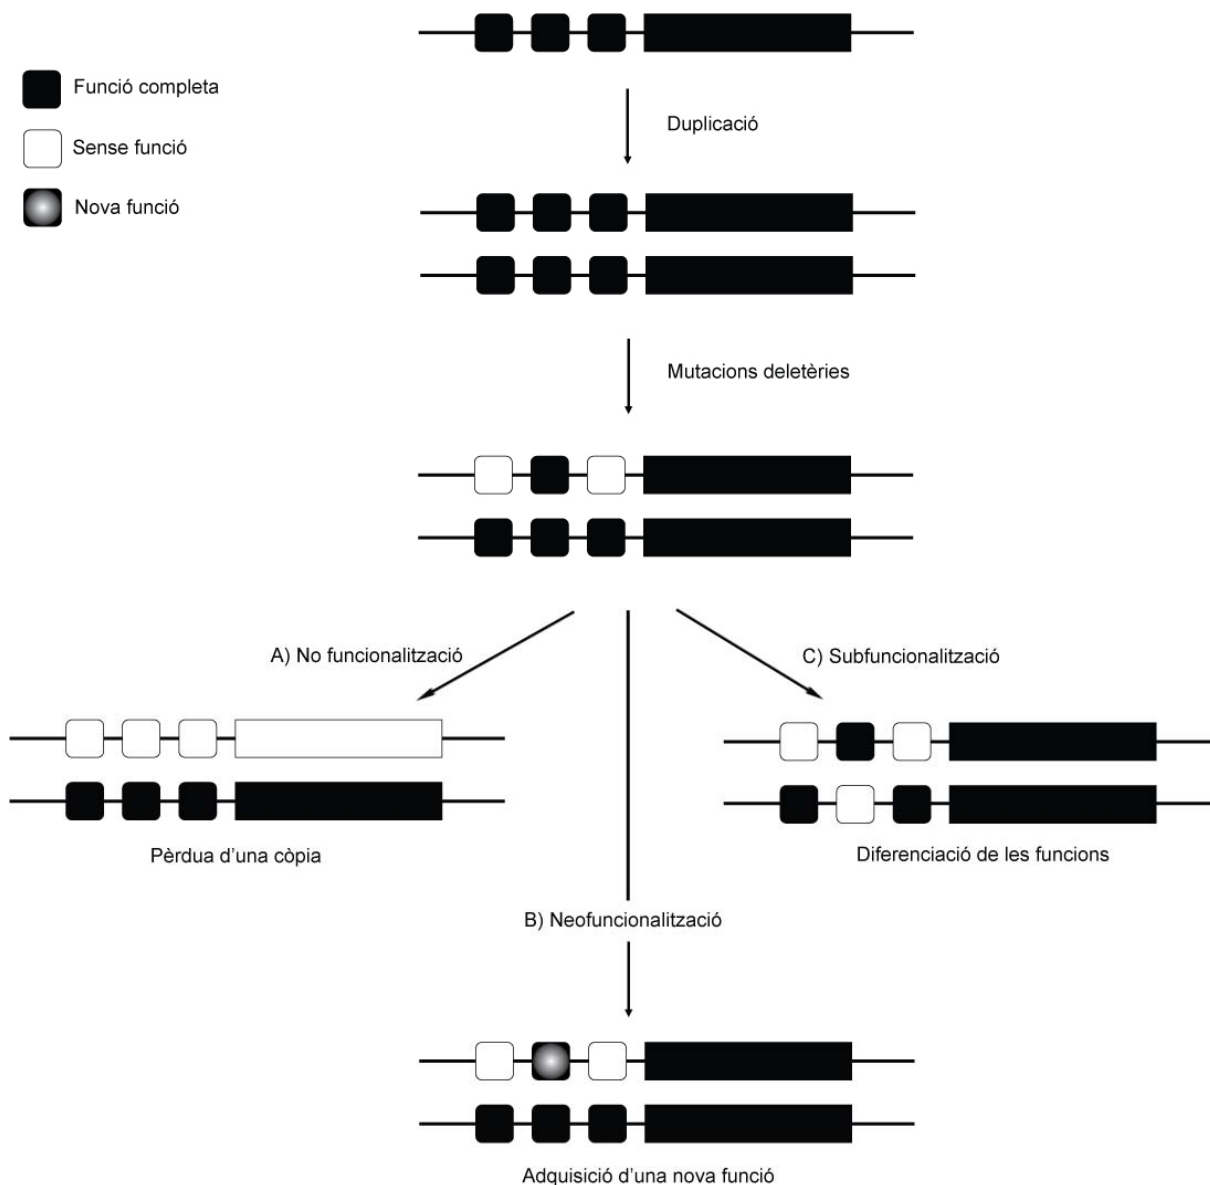 Funció completa
Sense funció
Nova funció
Duplicació
Mutacions deletèries
A) No funcionalització
C) Subfuncionalització
Pèrdua d'una còpia
Diferenciació de les funcions
B) Neofuncionalització
Adquisició d'una nova funció